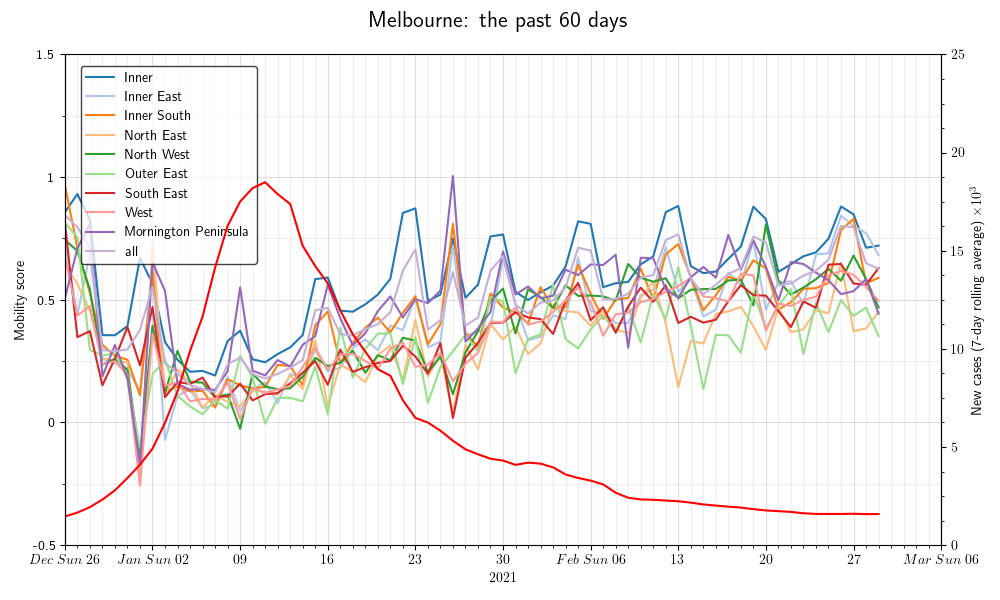 Melbourne: the past 60 days
1.5
1
0.5
0
-0.5
Mobility score
Inner
Inner East
Inner South
North East
North West
Outer East
South East
West
Mornington Peninsula
all
25
20
15
10
5
0
New cases (7-day rolling average) ×10³
Dec Sun 26
Jan Sun 02
09
16
23
30
Feb Sun 06
13
20
27
Mar Sun 06
2021